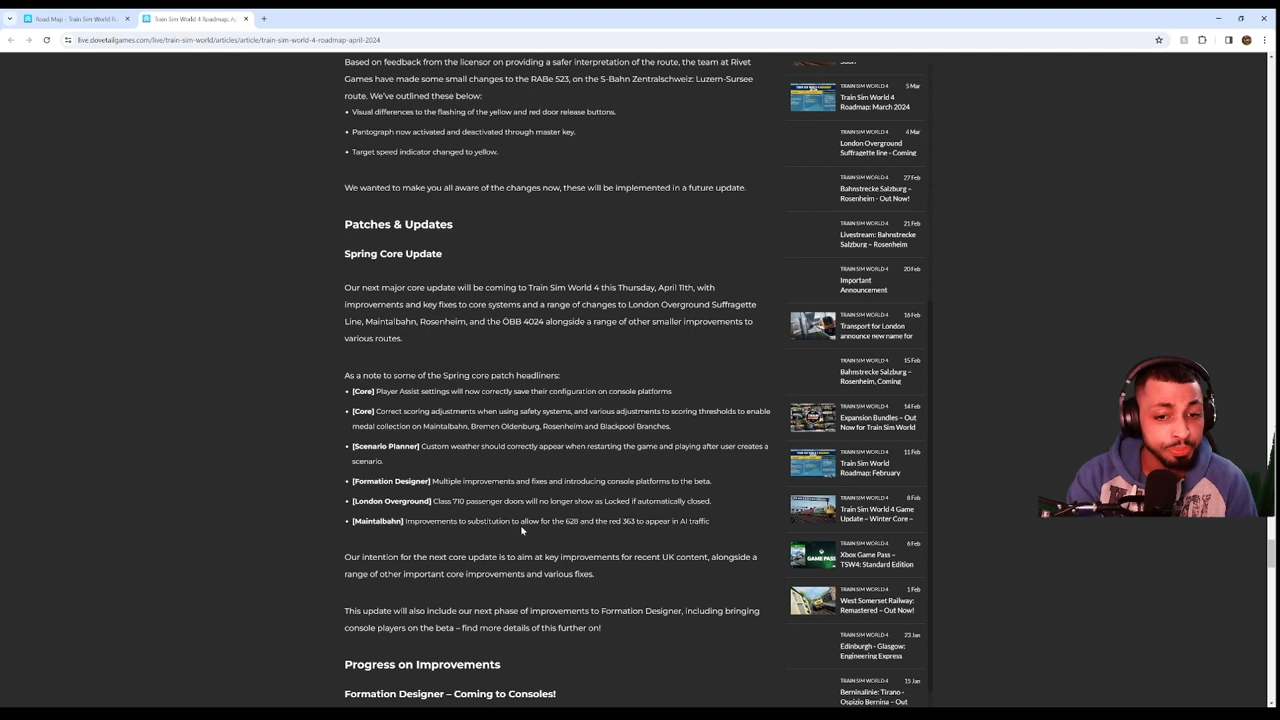 Road Map - Train Sim World R
Train Sim World 4 Roadmap: A
live.dovetailgames.com/live/train-sim-world/articles/article/train-sim-world-4-roadmap-april-2024
Based on feedback from the licensor on providing a safer interpretation of the route, the team at Rivet
Games have made some small changes to the RABe 523, on the S-Bahn Zentralschweiz: Luzern-Sursee
route. We've outlined these below:
• Visual differences to the flashing of the yellow and red door release buttons.
• Pantograph now activated and deactivated through master key.
• Target speed indicator changed to yellow.
We wanted to make you all aware of the changes now, these will be implemented in a future update.
Patches & Updates
Spring Core Update
Our next major core update will be coming to Train Sim World 4 this Thursday, April 11th, with
improvements and key fixes to core systems and a range of changes to London Overground Suffragette
Line, Maintalbahn, Rosenheim, and the ÖBB 4024 alongside a range of other smaller improvements to
various routes.
As a note to some of the Spring core patch headliners:
• [Core] Player Assist settings will now correctly save their configuration on console platforms
• [Core] Correct scoring adjustments when using safety systems, and various adjustments to scoring thresholds to enable
medal collection on Maintalbahn, Bremen Oldenburg, Rosenheim and Blackpool Branches.
• [Scenario Planner] Custom weather should correctly appear when restarting the game and playing after user creates a
scenario.
• [Formation Designer] Multiple improvements and fixes and introducing console platforms to the beta.
• [London Overground] Class 710 passenger doors will no longer show as Locked if automatically closed.
• [Maintalbahn] Improvements to substitution to allow for the 628 and the red 363 to appear in AI traffic
Our intention for the next core update is to aim at key improvements for recent UK content, alongside a
range of other important core improvements and various fixes.
This update will also include our next phase of improvements to Formation Designer, including bringing
console players on the beta – find more details of this further on!
Progress on Improvements
Formation Designer – Coming to Consoles!
Soon
TRAIN SIM WORLD 4 5 Mar
Train Sim World 4
Roadmap: March 2024
TRAIN SIM WORLD 4 4 Mar
London Overground
Suffragette line - Coming
TRAIN SIM WORLD 4 27 Feb
Bahnstrecke Salzburg –
Rosenheim - Out Now!
TRAIN SIM WORLD 4 21 Feb
Livestream: Bahnstrecke
Salzburg – Rosenheim
TRAIN SIM WORLD 4 20 Feb
Important
Announcement
TRAIN SIM WORLD 4 16 Feb
Transport for London
announce new name for
TRAIN SIM WORLD 4 15 Feb
Bahnstrecke Salzburg –
Rosenheim, Coming
TRAIN SIM WORLD 4 14 Feb
Expansion Bundles – Out
Now for Train Sim World
TRAIN SIM WORLD 4 11 Feb
Train Sim World
Roadmap: February
TRAIN SIM WORLD 4 8 Feb
Train Sim World 4 Game
Update – Winter Core –
TRAIN SIM WORLD 4 6 Feb
Xbox Game Pass –
TSW4: Standard Edition
TRAIN SIM WORLD 4 1 Feb
West Somerset Railway:
Remastered – Out Now!
TRAIN SIM WORLD 4 23 Jan
Edinburgh - Glasgow:
Engineering Express
TRAIN SIM WORLD 4 15 Jan
Berninalinie: Tirano -
Ospizio Bernina – Out